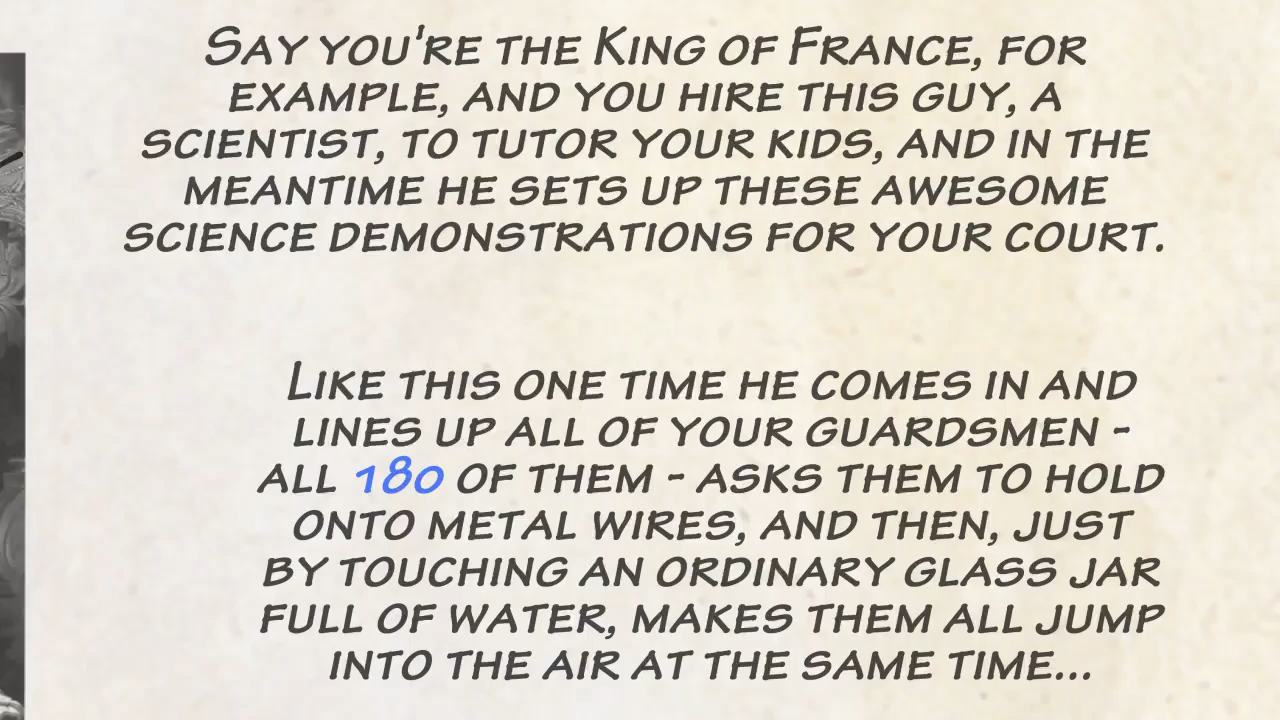 Say you're the King of France, for
example, and you hire this guy, a
scientist, to tutor your kids, and in the
meantime he sets up these awesome
science demonstrations for your court.
Like this one time he comes in and
lines up all of your guardsmen -
all 180 of them - asks them to hold
onto metal wires, and then, just
by touching an ordinary glass jar
full of water, makes them all jump
into the air at the same time...